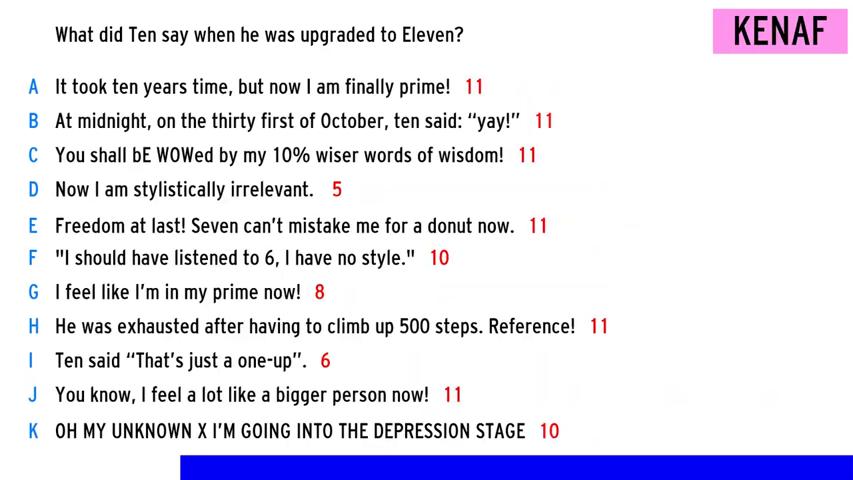 What did Ten say when he was upgraded to Eleven?
KENAF
A It took ten years time, but now I am finally prime! 11
B At midnight, on the thirty first of October, ten said: “yay!” 11
C You shall bE WOWed by my 10% wiser words of wisdom! 11
D Now I am stylistically irrelevant. 5
E Freedom at last! Seven can’t mistake me for a donut now. 11
F "I should have listened to 6, I have no style." 10
G I feel like I’m in my prime now! 8
H He was exhausted after having to climb up 500 steps. Reference! 11
I Ten said “That’s just a one-up”. 6
J You know, I feel a lot like a bigger person now! 11
K OH MY UNKNOWN X I’M GOING INTO THE DEPRESSION STAGE 10